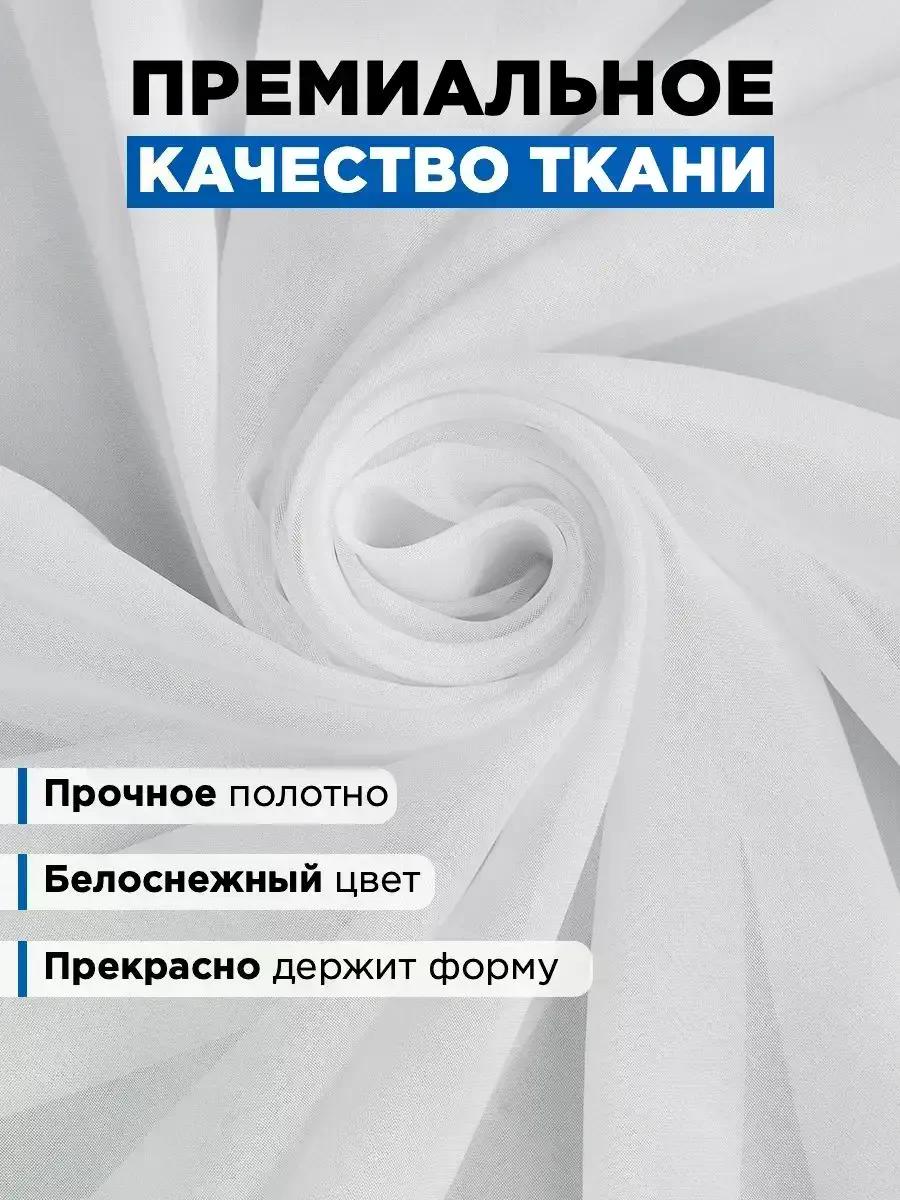 ПРЕМИАЛЬНОЕ
КАЧЕСТВО ТКАНИ
Прочное полотно
Белоснежный цвет
Прекрасно держит форму